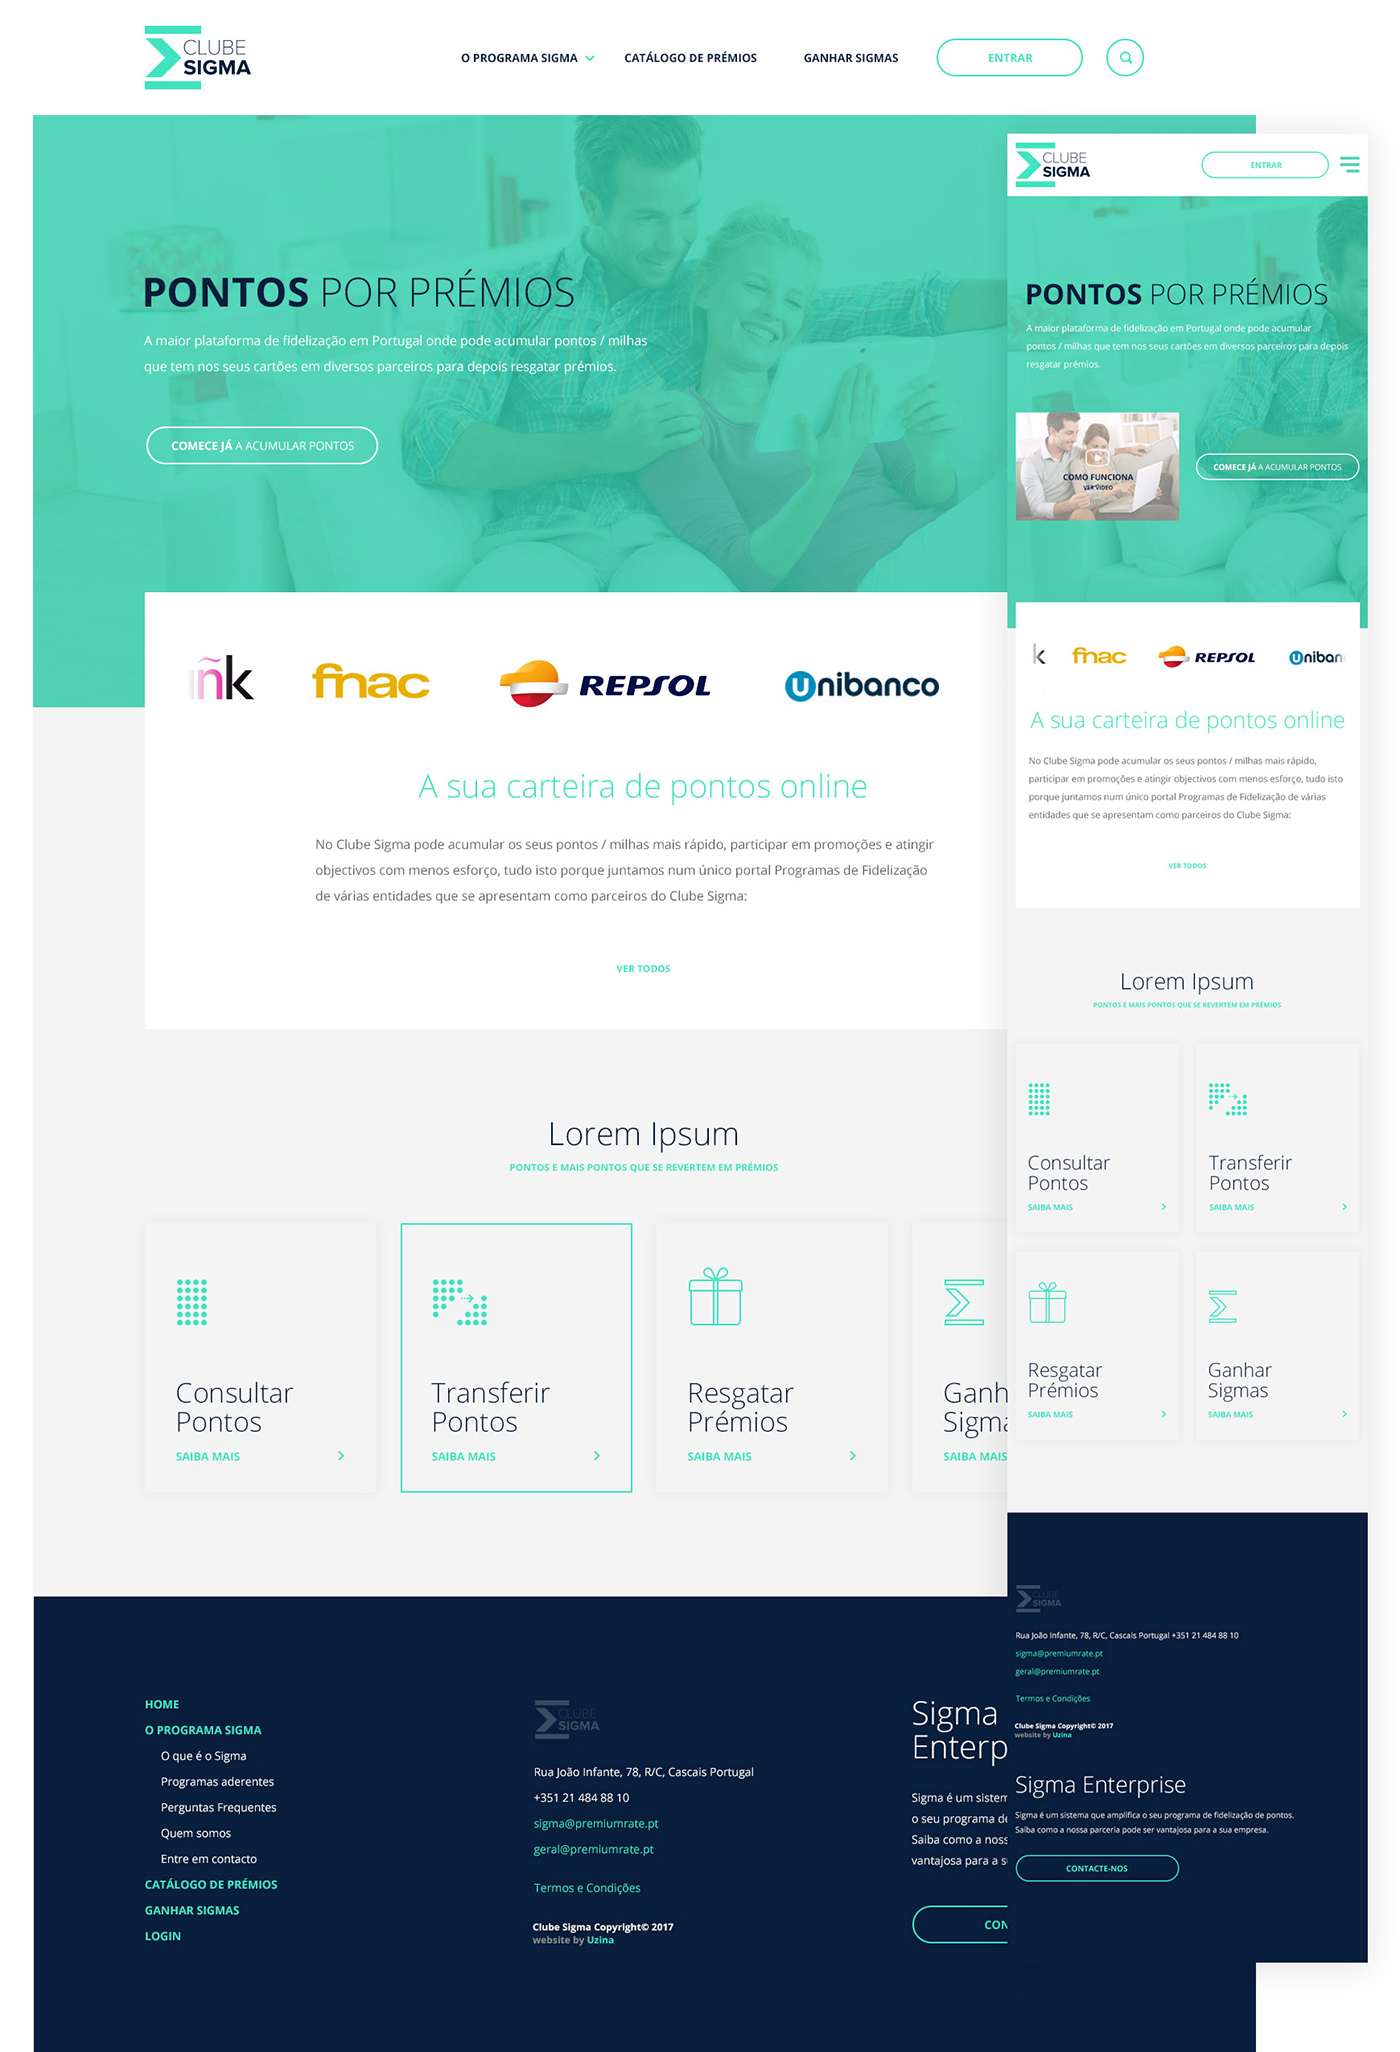 CLUBE
SIGMA
O PROGRAMA SIGMA
CATÁLOGO DE PRÉMIOS
GANHAR SIGMAS
ENTRAR
PONTOS POR PRÉMIOS
A maior plataforma de fidelização em Portugal onde pode acumular pontos / milhas
que tem nos seus cartões em diversos parceiros para depois resgatar prémios.
COMECE JÁ A ACUMULAR PONTOS
iñk
fnac
REPSOL
Unibanco
A sua carteira de pontos online
No Clube Sigma pode acumular os seus pontos / milhas mais rápido, participar em promoções e atingir
objectivos com menos esforço, tudo isto porque juntamos num único portal Programas de Fidelização
de várias entidades que se apresentam como parceiros do Clube Sigma:
VER TODOS
Lorem Ipsum
PONTOS E MAIS PONTOS QUE SE REVERTEM EM PRÉMIOS
Consultar
Pontos
SAIBA MAIS
Transferir
Pontos
SAIBA MAIS
Resgatar
Prémios
SAIBA MAIS
Ganh
Sigma
SAIBA MAIS
HOME
O PROGRAMA SIGMA
O que é o Sigma
Programas aderentes
Perguntas Frequentes
Quem somos
Entre em contacto
CATÁLOGO DE PRÉMIOS
GANHAR SIGMAS
LOGIN
CLUBE
SIGMA
Rua João Infante, 78, R/C, Cascais Portugal
+351 21 484 88 10
sigma@premiumrate.pt
geral@premiumrate.pt
Termos e Condições
Clube Sigma Copyright© 2017
website by Uzina
Sigma
Enterp
Sigma é um sistem
o seu programa de
Saiba como a noss
vantajosa para a s
CON
CLUBE
SIGMA
ENTRAR
PONTOS POR PRÉMIOS
A maior plataforma de fidelização em Portugal onde pode acumular
pontos / milhas que tem nos seus cartões em diversos parceiros para depois
resgatar prémios.
COMO FUNCIONA
VER VIDEO
COMECE JÁ A ACUMULAR PONTOS
k
fnac
REPSOL
Uniban
A sua carteira de pontos online
No Clube Sigma pode acumular os seus pontos / milhas mais rápido,
participar em promoções e atingir objectivos com menos esforço, tudo isto
porque juntamos num único portal Programas de Fidelização de várias
entidades que se apresentam como parceiros do Clube Sigma:
VER TODOS
Lorem Ipsum
PONTOS E MAIS PONTOS QUE SE REVERTEM EM PRÉMIOS
Consultar
Pontos
SAIBA MAIS
Transferir
Pontos
SAIBA MAIS
Resgatar
Prémios
SAIBA MAIS
Ganhar
Sigmas
SAIBA MAIS
CLUBE
SIGMA
Rua João Infante, 78, R/C, Cascais Portugal +351 21 484 88 10
sigma@premiumrate.pt
geral@premiumrate.pt
Termos e Condições
Clube Sigma Copyright© 2017
website by Uzina
Sigma Enterprise
Sigma é um sistema que amplifica o seu programa de fidelização de pontos.
Saiba como a nossa parceria pode ser vantajosa para a sua empresa.
CONTACTE-NOS